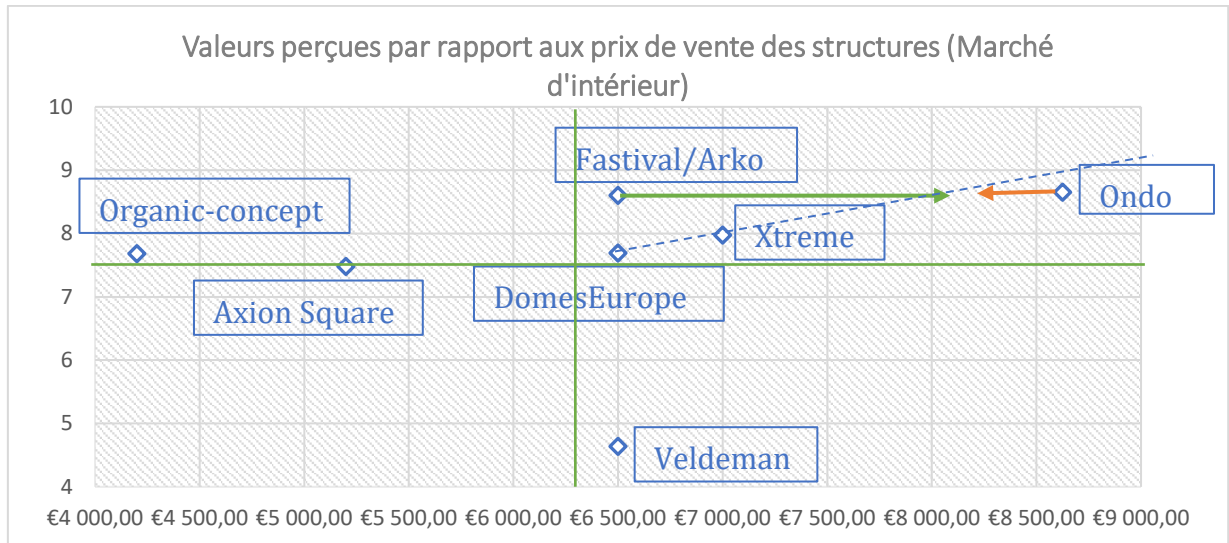 Valeurs perçues par rapport aux prix de vente des structures (Marché
d'intérieur)
10
9
8
7
6
5
4
Fastival/Arko
Organic-concept
Ondo
Xtreme
Axion Square
DomesEurope
Veldeman
€4 000,00 €4 500,00 €5 000,00 €5 500,00 €6 000,00 €6 500,00 €7 000,00 €7 500,00 €8 000,00 €8 500,00 €9 000,00